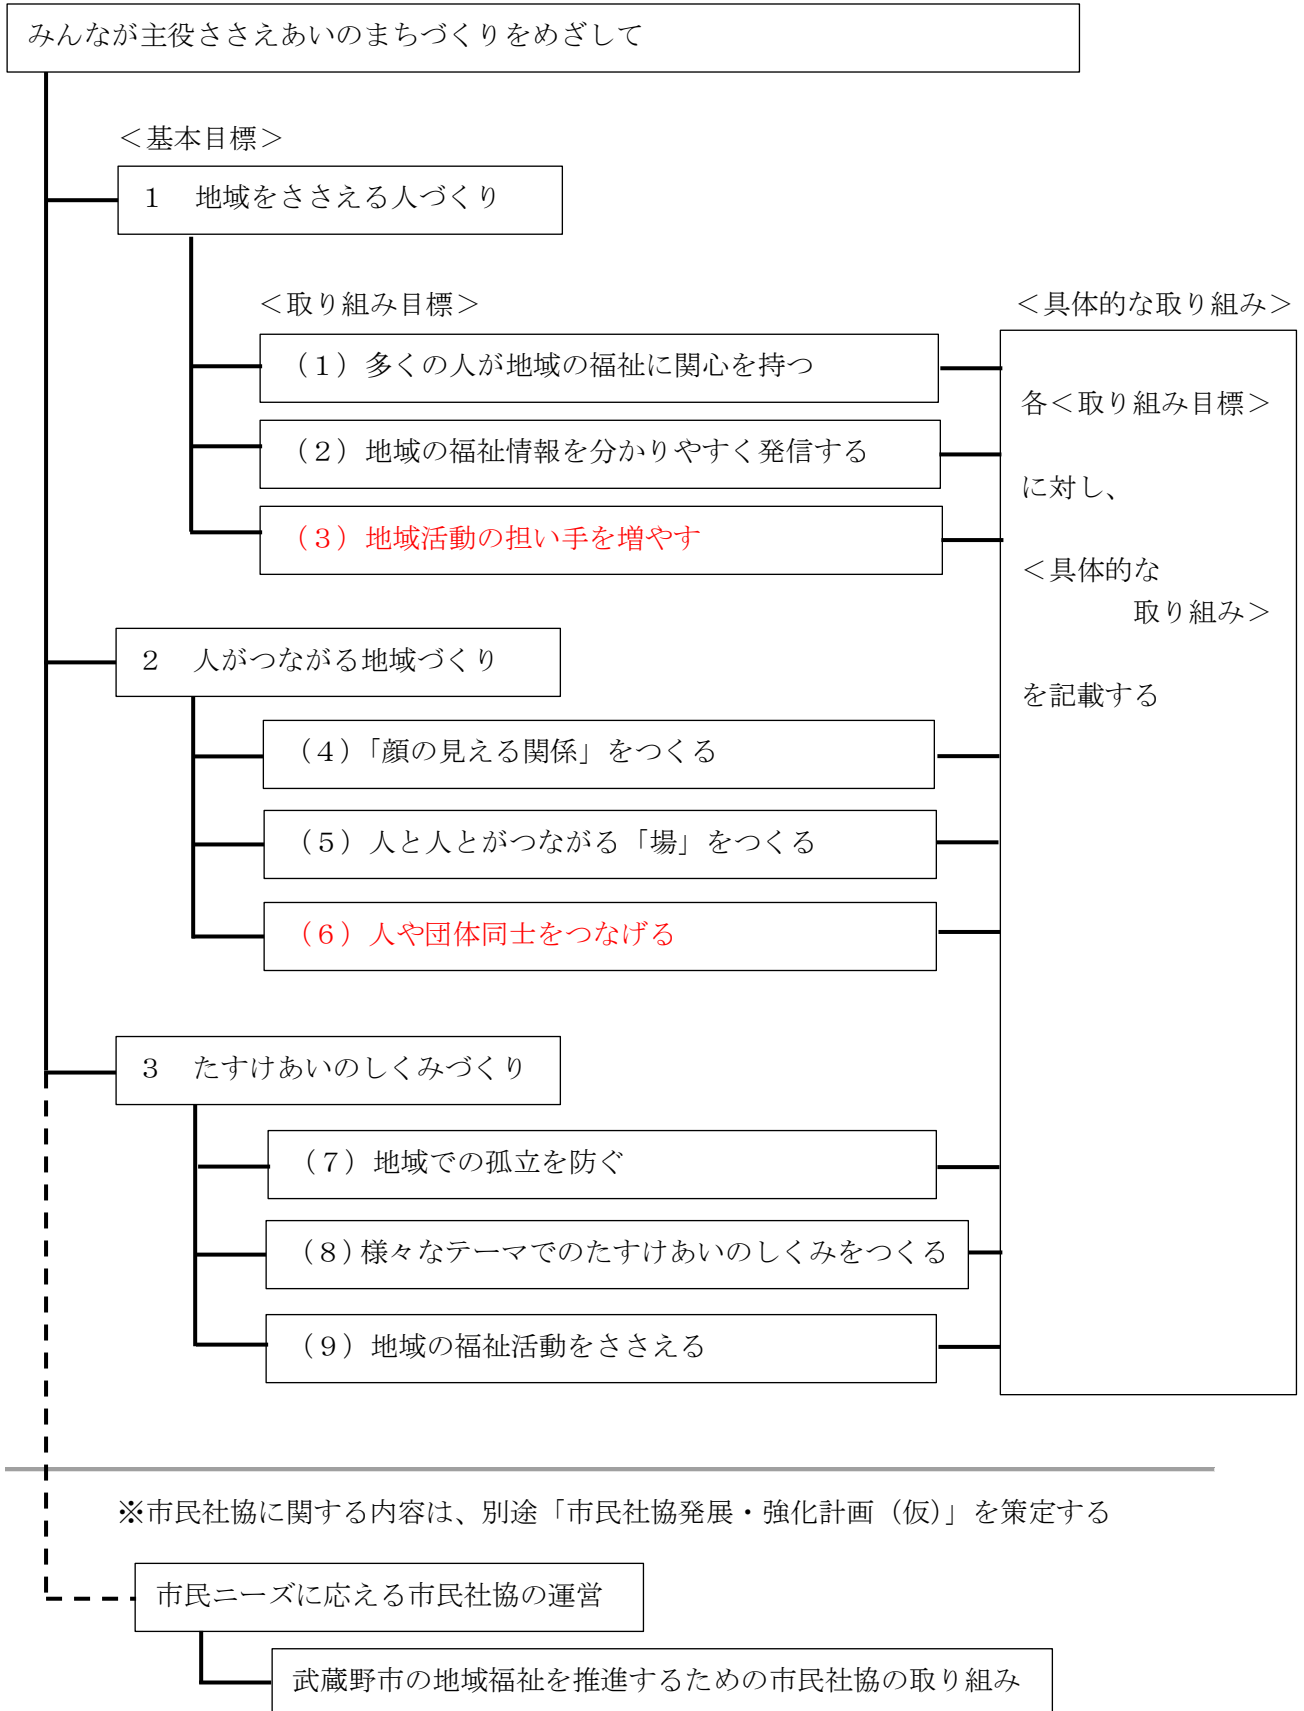 みんなが主役ささえあいのまちづくりをめざして
＜基本目標＞
１　地域をささえる人づくり
＜取り組み目標＞
（１）多くの人が地域の福祉に関心を持つ
（２）地域の福祉情報を分かりやすく発信する
（３）地域活動の担い手を増やす
２　人がつながる地域づくり
（４）「顔の見える関係」をつくる
（５）人と人とがつながる「場」をつくる
（６）人や団体同士をつなげる
３　たすけあいのしくみづくり
（７）地域での孤立を防ぐ
（８）様々なテーマでのたすけあいのしくみをつくる
（９）地域の福祉活動をささえる
＜具体的な取り組み＞
各＜取り組み目標＞
に対し、
＜具体的な
取り組み＞
を記載する
※市民社協に関する内容は、別途「市民社協発展・強化計画（仮）」を策定する
市民ニーズに応える市民社協の運営
武蔵野市の地域福祉を推進するための市民社協の取り組み